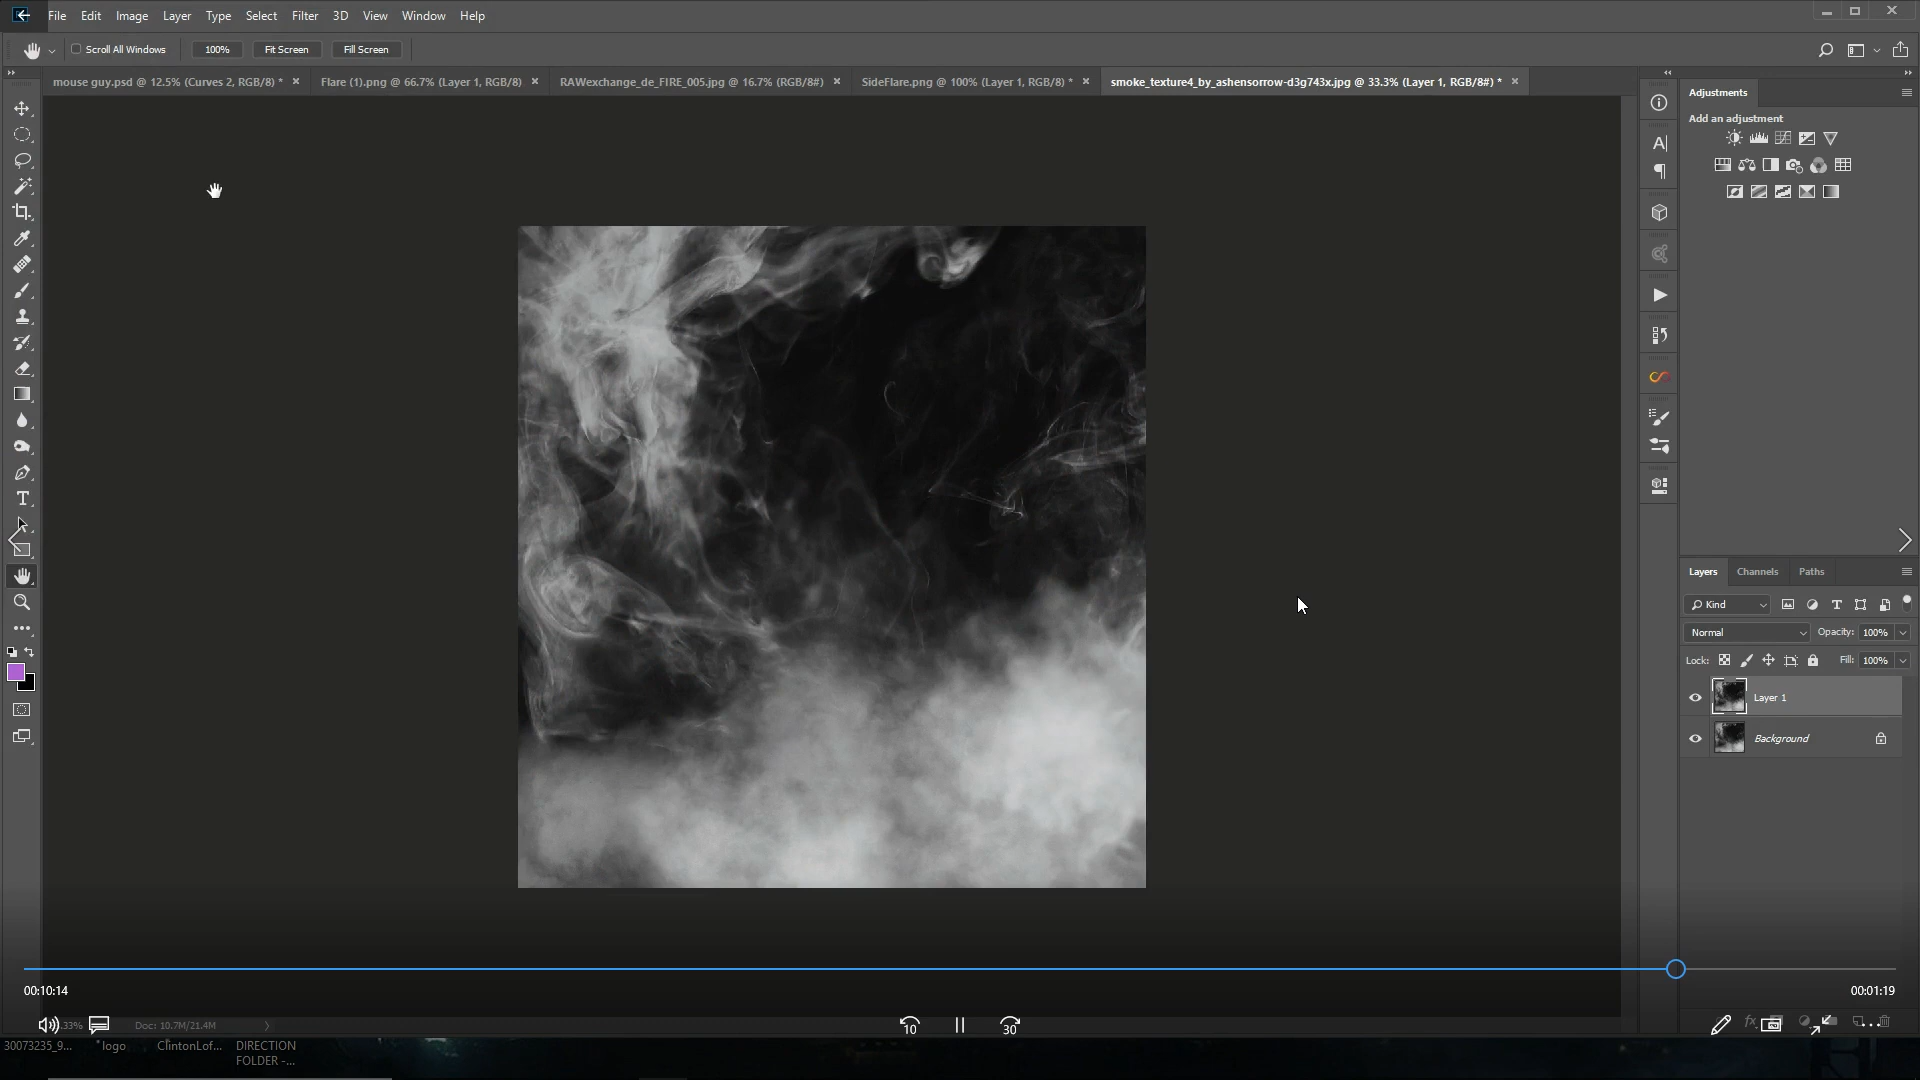 File Edit Image Layer Type Select Filter 3D View Window Help
Scroll All Windows 100% Fit Screen Fill Screen
mouse guy.psd @ 12.5% (Curves 2, RGB/8) * Flare (1).png @ 66.7% (Layer 1, RGB/8) RAWexchange_de_FIRE_005.jpg @ 16.7% (RGB/8#) SideFlare.png @ 100% (Layer 1, RGB/8) * smoke_texture4_by_ashensorrow-d3g743x.jpg @ 33.3% (Layer 1, RGB/8#) *
Adjustments
Add an adjustment
Layers Channels Paths
Kind
Normal Opacity: 100%
Lock: Fill: 100%
Layer 1
Background
00:10:14 00:01:19
.33% Doc: 10.7M/21.4M
10 30
fx
30073235_9... *logo ClintonLof... DIRECTION
FOLDER -...